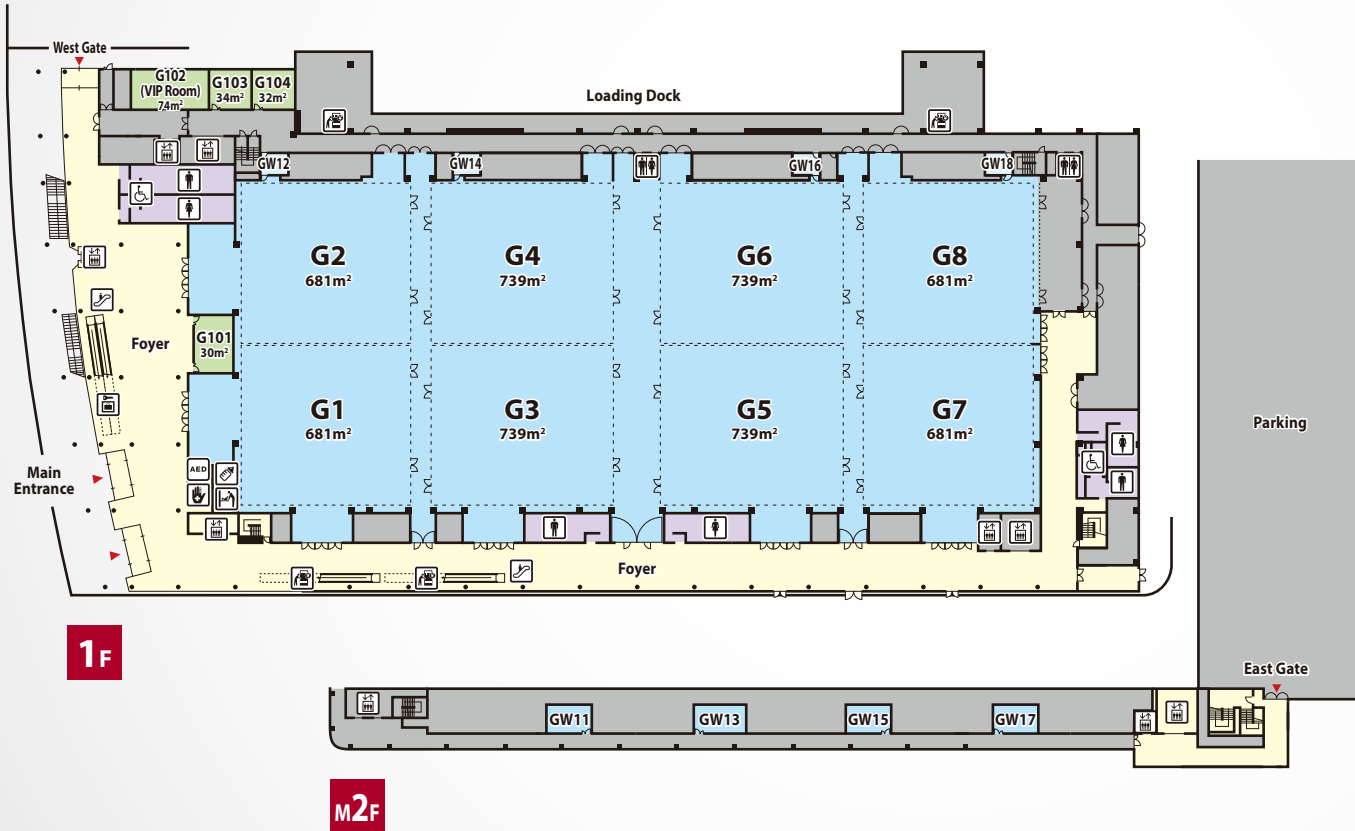 West Gate
G102
(VIP Room)
74m²
G103
34m²
G104
32m²
Loading Dock
GW12
GW14
GW16
GW18
G2
681m²
G4
739m²
G6
739m²
G8
681m²
Foyer
G101
30m²
G1
681m²
G3
739m²
G5
739m²
G7
681m²
Parking
Main
Entrance
AED
Foyer
1F
East Gate
GW11
GW13
GW15
GW17
M2F